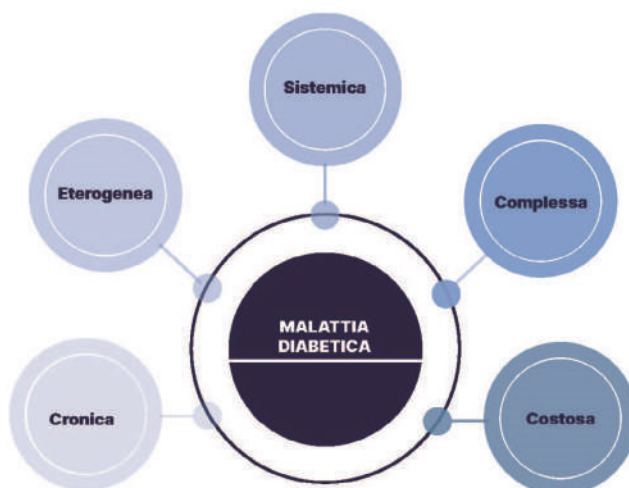 Sistemica
Eterogenea
Complessa
MALATTIA
DIABETICA
Cronica
Costosa